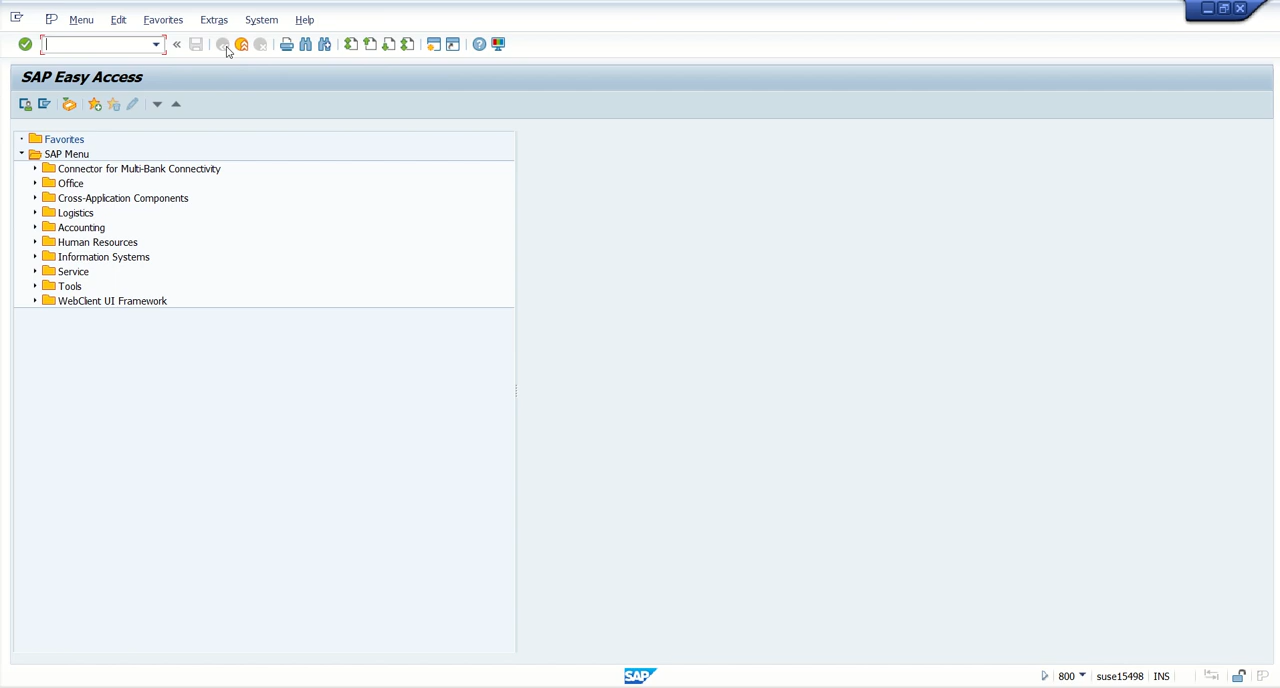 Menu Edit Favorites Extras System Help
SAP Easy Access
Favorites
SAP Menu
Connector for Multi-Bank Connectivity
Office
Cross-Application Components
Logistics
Accounting
Human Resources
Information Systems
Service
Tools
WebClient UI Framework
SAP 800 suse15498 INS